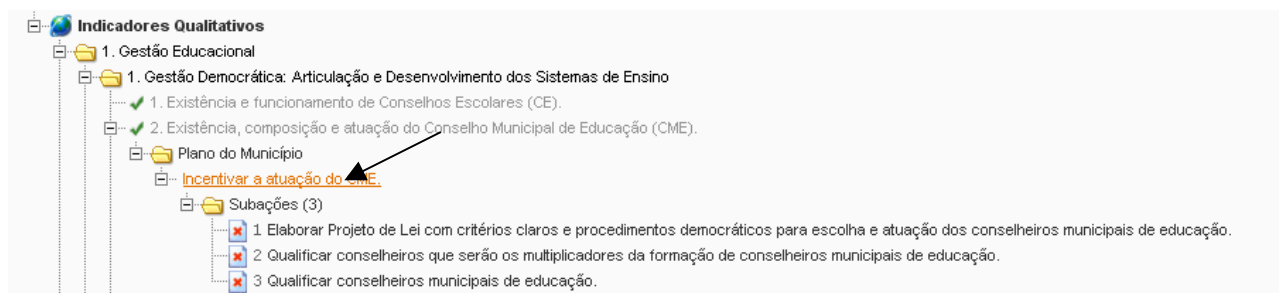 Indicadores Qualitativos
1. Gestão Educacional
1. Gestão Democrática: Articulação e Desenvolvimento dos Sistemas de Ensino
1. Existência e funcionamento de Conselhos Escolares (CE).
2. Existência, composição e atuação do Conselho Municipal de Educação (CME).
Plano do Município
Incentivar a atuação do CME.
Subações (3)
1 Elaborar Projeto de Lei com critérios claros e procedimentos democráticos para escolha e atuação dos conselheiros municipais de educação.
2 Qualificar conselheiros que serão os multiplicadores da formação de conselheiros municipais de educação.
3 Qualificar conselheiros municipais de educação.